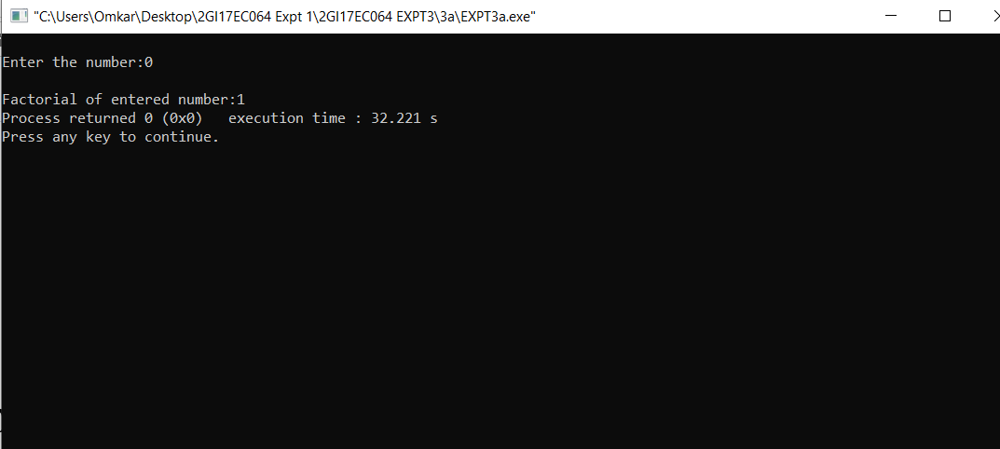 "C:\Users\Omkar\Desktop\2GI17EC064 Expt 1\2GI17EC064 EXPT3\3a\EXPT3a.exe"
Enter the number:0
Factorial of entered number:1
Process returned 0 (0x0)   execution time : 32.221 s
Press any key to continue.